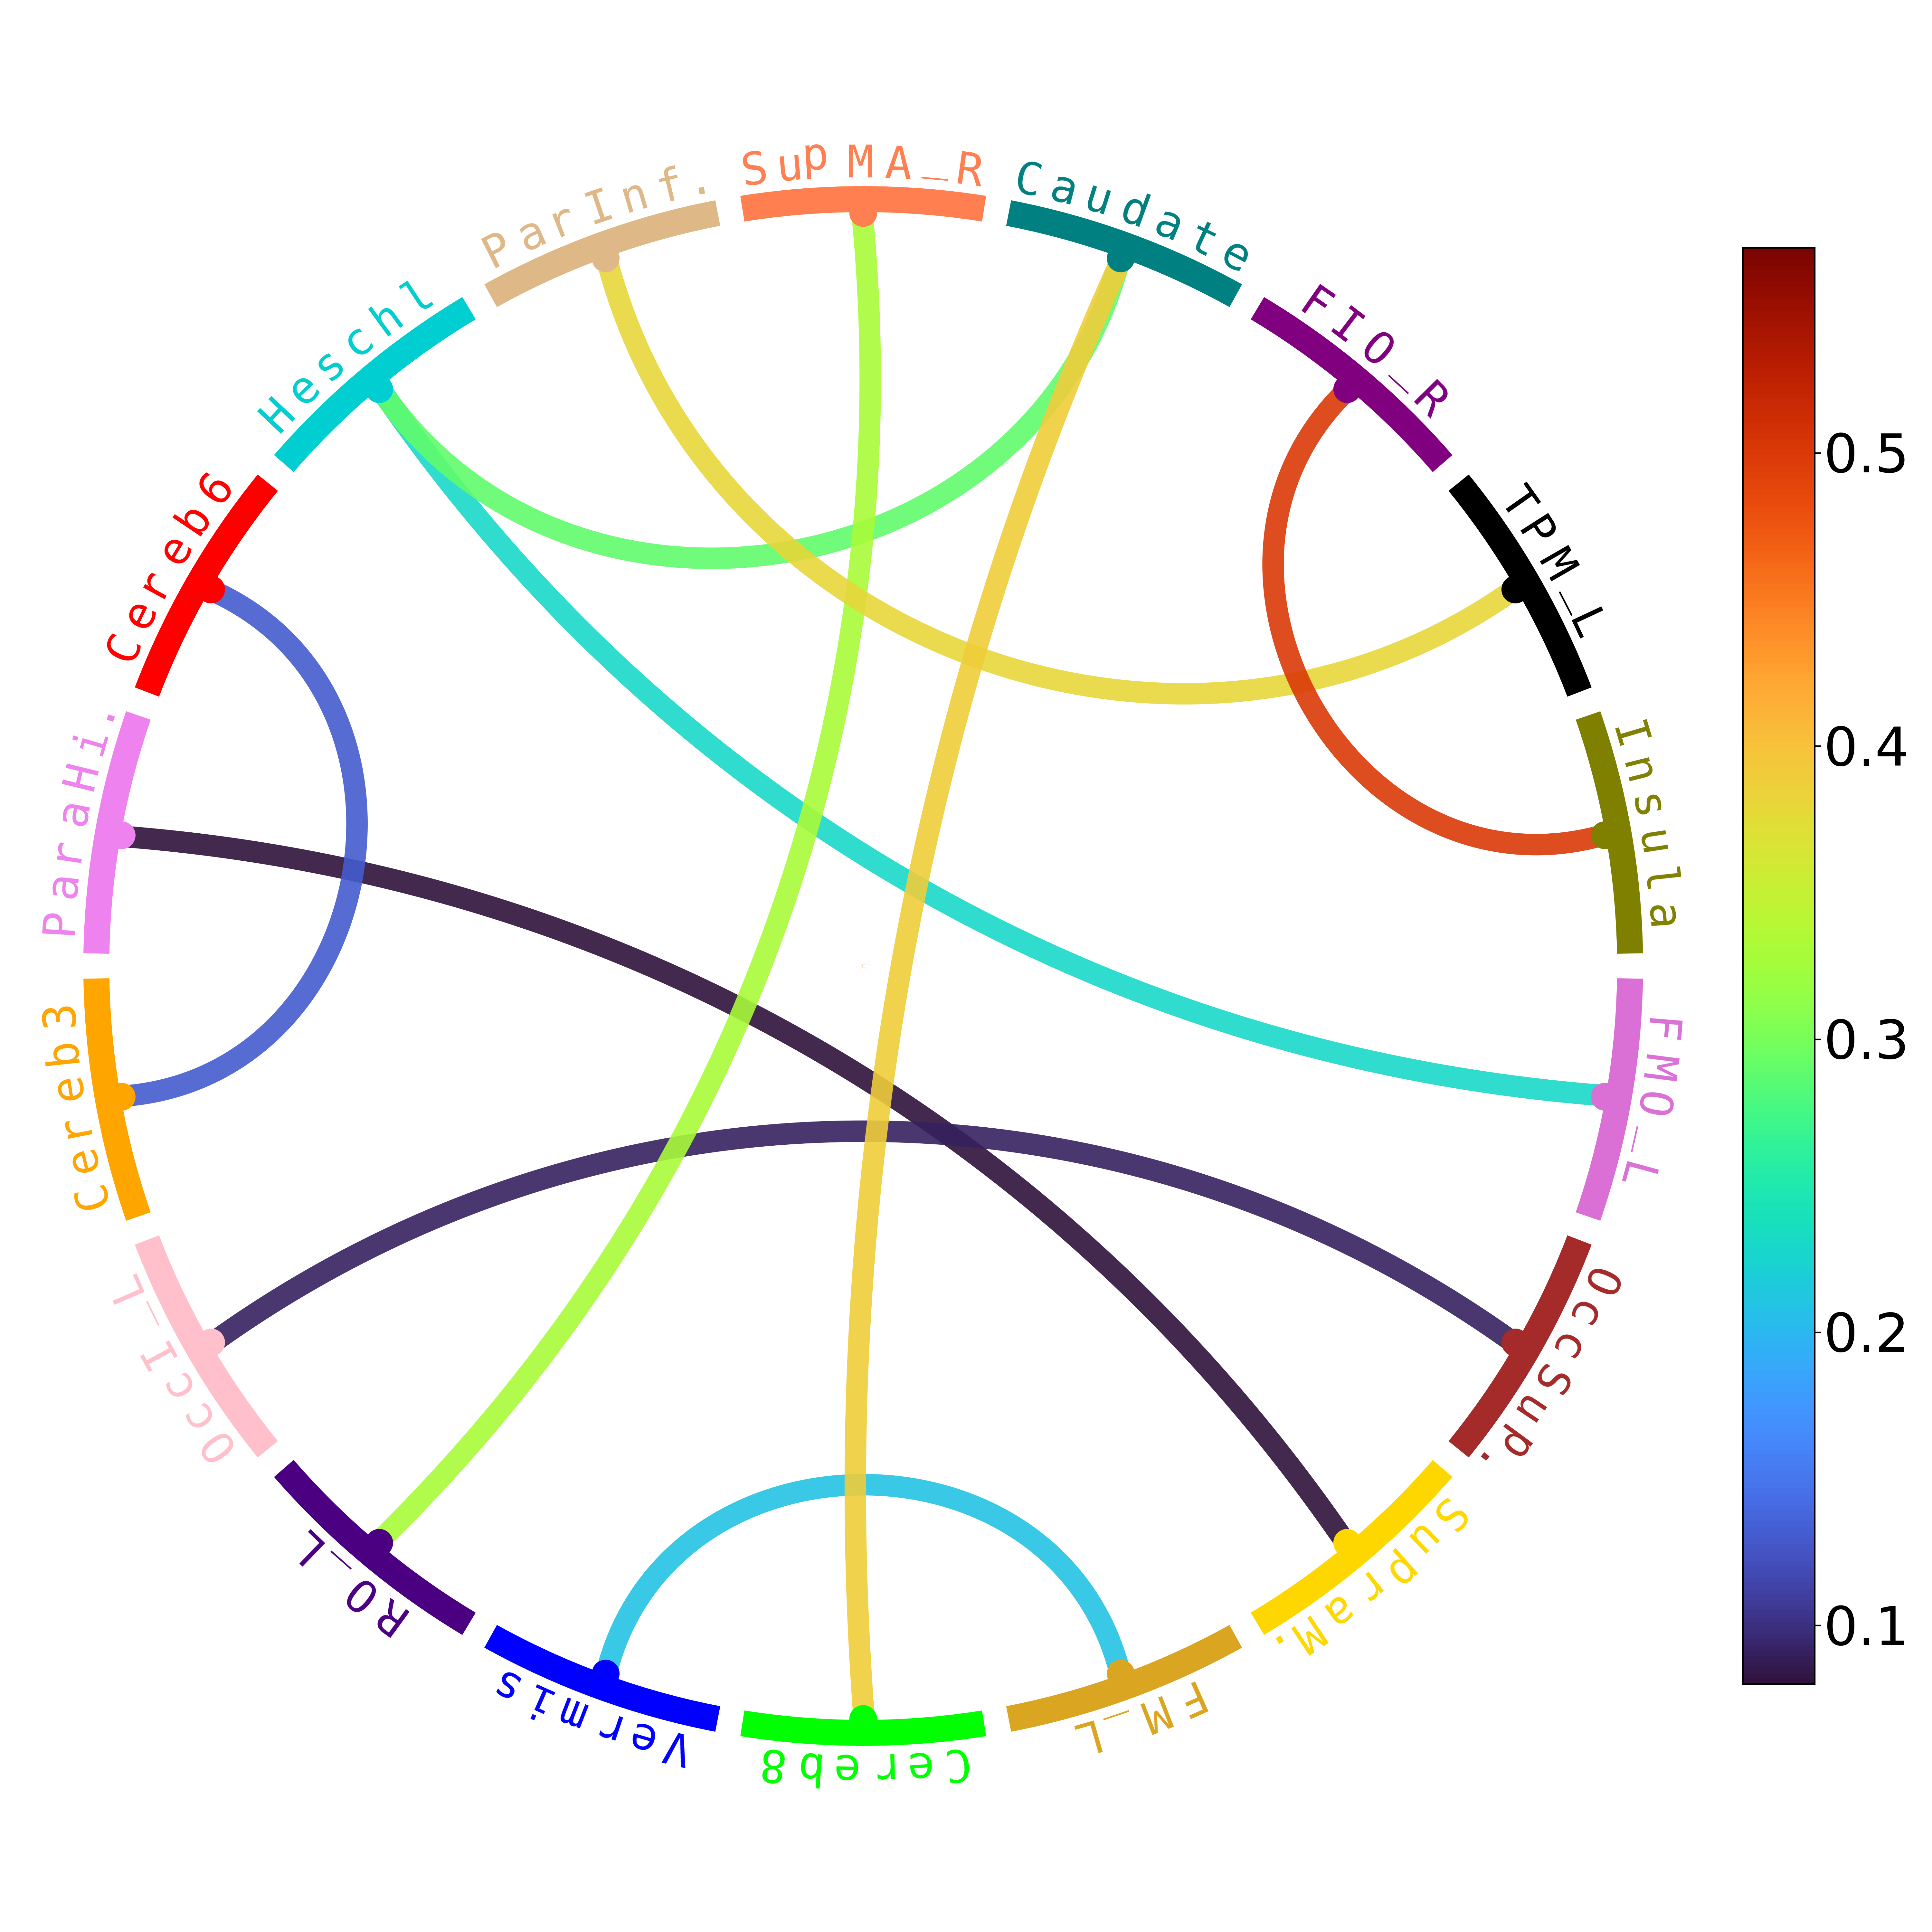 SupMA_R
Caudate
FIO_R
TPM_L
Insula
FMO_L
OccSup.
SupraM.
FM_L
Cereb8
Vermis
RO_L
OccI_L
Cereb3
ParaHi.
Cereb6
Heschl
ParInf.
0.5
0.4
0.3
0.2
0.1